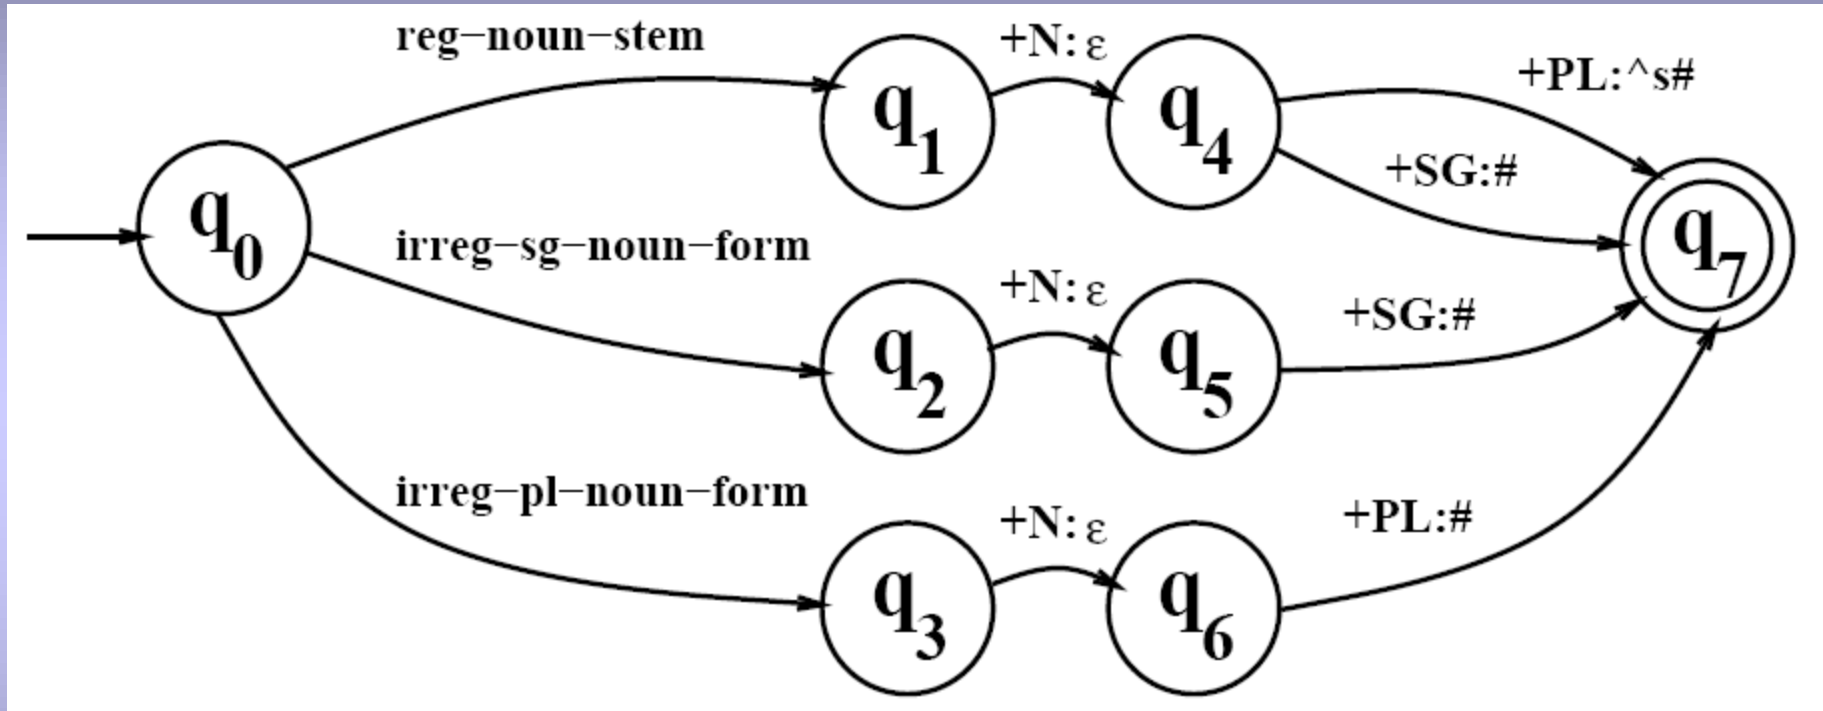 reg−noun−stem
+N: ε
q1
q4
+PL:^s#
+SG:#
q0
irreg−sg−noun−form
+N: ε
q2
q5
+SG:#
q7
irreg−pl−noun−form
+N: ε
q3
q6
+PL:#